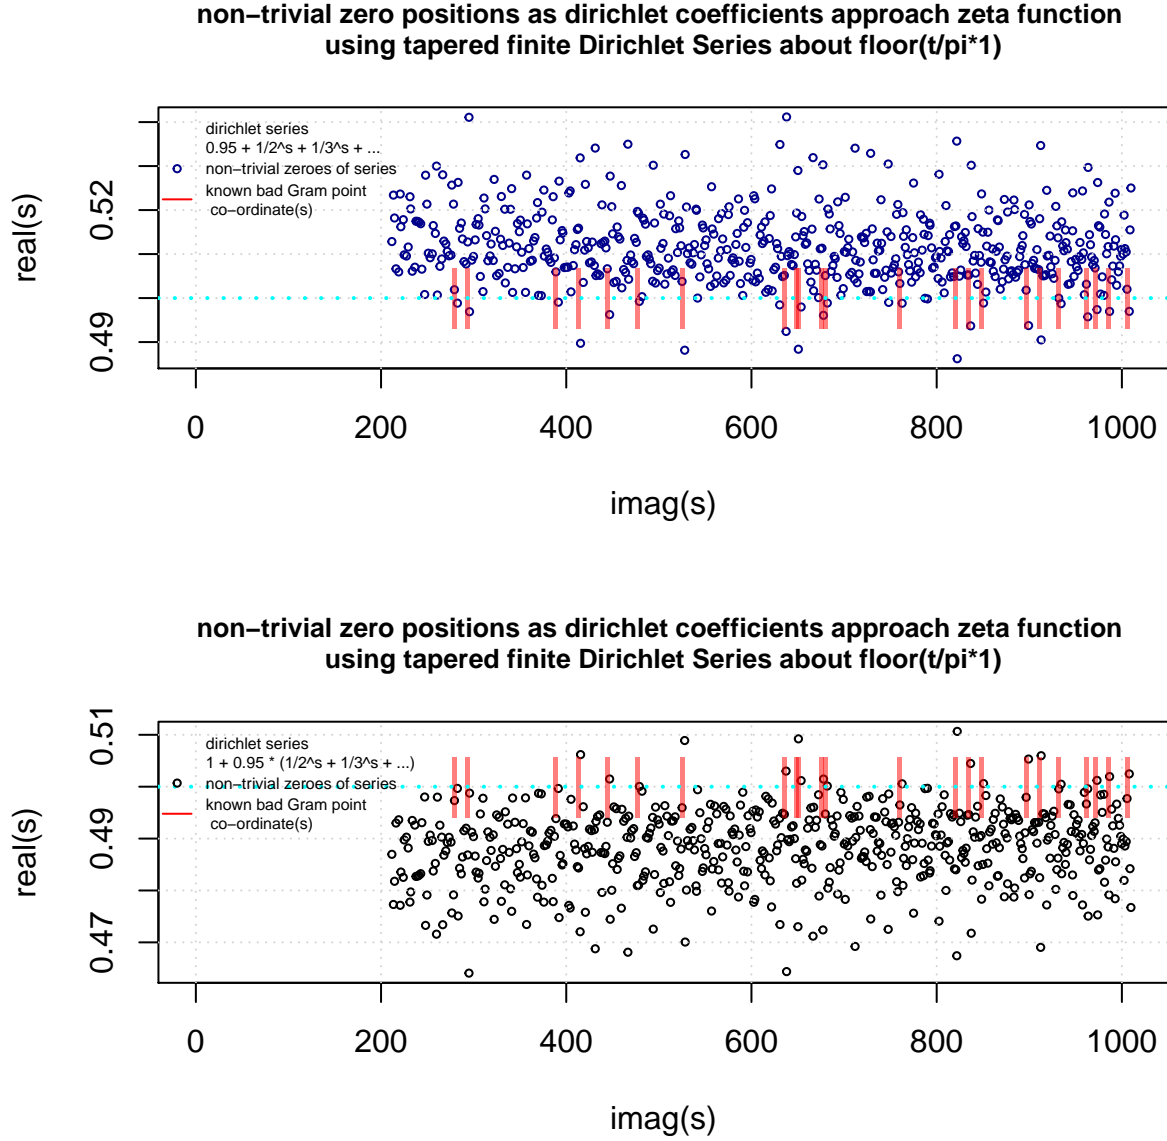 non−trivial zero positions as dirichlet coefficients approach zeta function
using tapered finite Dirichlet Series about floor(t/pi*1)
dirichlet series
0.95 + 1/2^s + 1/3^s + ...
non−trivial zeroes of series
known bad Gram point
co−ordinate(s)
real(s)
0.52
0.49
0 200 400 600 800 1000
imag(s)
non−trivial zero positions as dirichlet coefficients approach zeta function
using tapered finite Dirichlet Series about floor(t/pi*1)
dirichlet series
1 + 0.95 * (1/2^s + 1/3^s + ...)
non−trivial zeroes of series
known bad Gram point
co−ordinate(s)
real(s)
0.51
0.49
0.47
0 200 400 600 800 1000
imag(s)